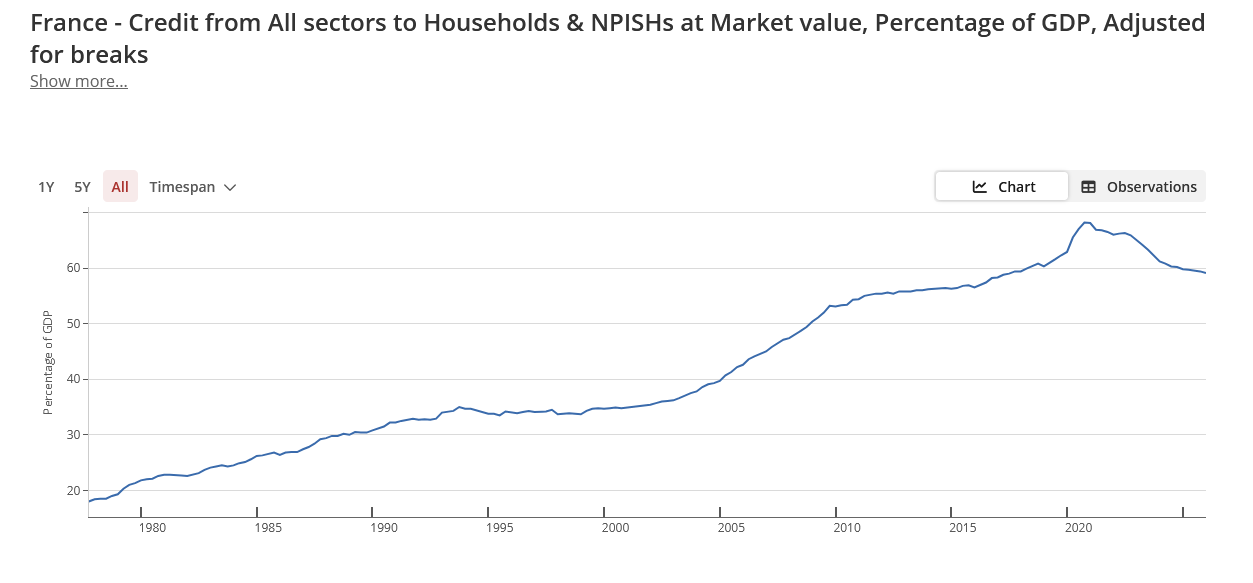 France - Credit from All sectors to Households & NPISHs at Market value, Percentage of GDP, Adjusted
for breaks
Show more...
1Y 5Y All Timespan
Chart Observations
Percentage of GDP
60
50
40
30
20
1980 1985 1990 1995 2000 2005 2010 2015 2020